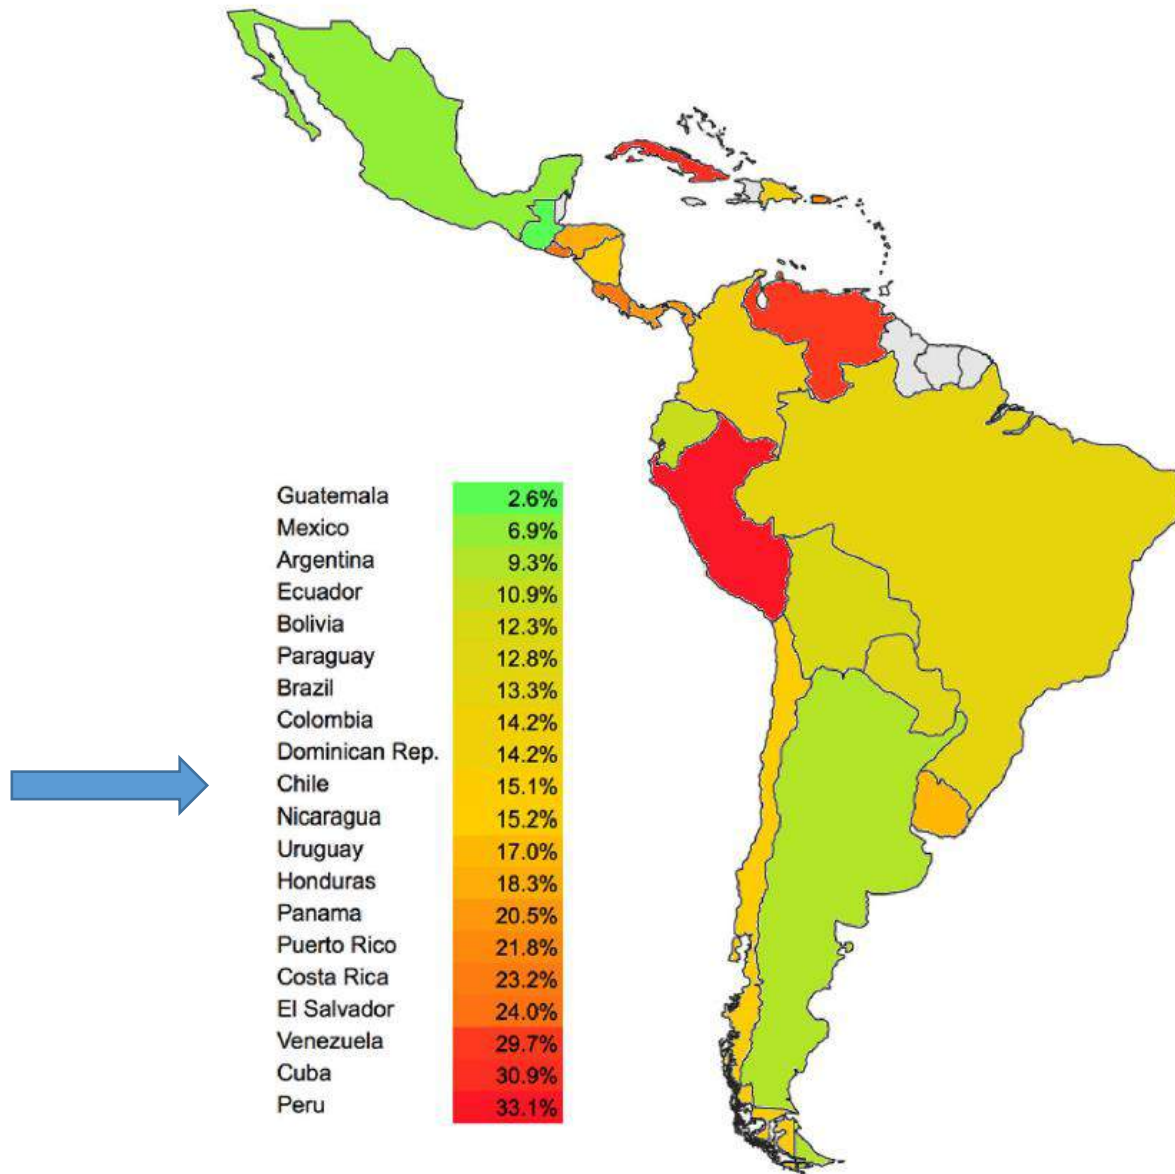 Guatemala 2.6%
Mexico 6.9%
Argentina 9.3%
Ecuador 10.9%
Bolivia 12.3%
Paraguay 12.8%
Brazil 13.3%
Colombia 14.2%
Dominican Rep. 14.2%
Chile 15.1%
Nicaragua 15.2%
Uruguay 17.0%
Honduras 18.3%
Panama 20.5%
Puerto Rico 21.8%
Costa Rica 23.2%
El Salvador 24.0%
Venezuela 29.7%
Cuba 30.9%
Peru 33.1%